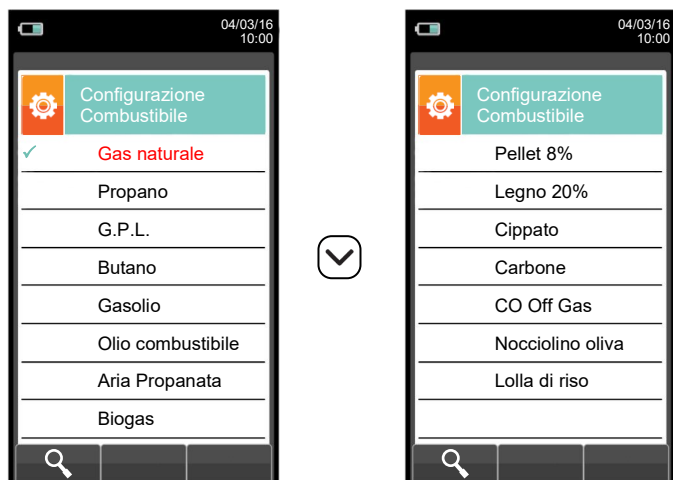 04/03/16
10:00
Configurazione
Combustibile
Gas naturale
Propano
G.P.L.
Butano
Gasolio
Olio combustibile
Aria Propanata
Biogas
04/03/16
10:00
Configurazione
Combustibile
Pellet 8%
Legno 20%
Cippato
Carbone
CO Off Gas
Nocciolino oliva
Lolla di riso